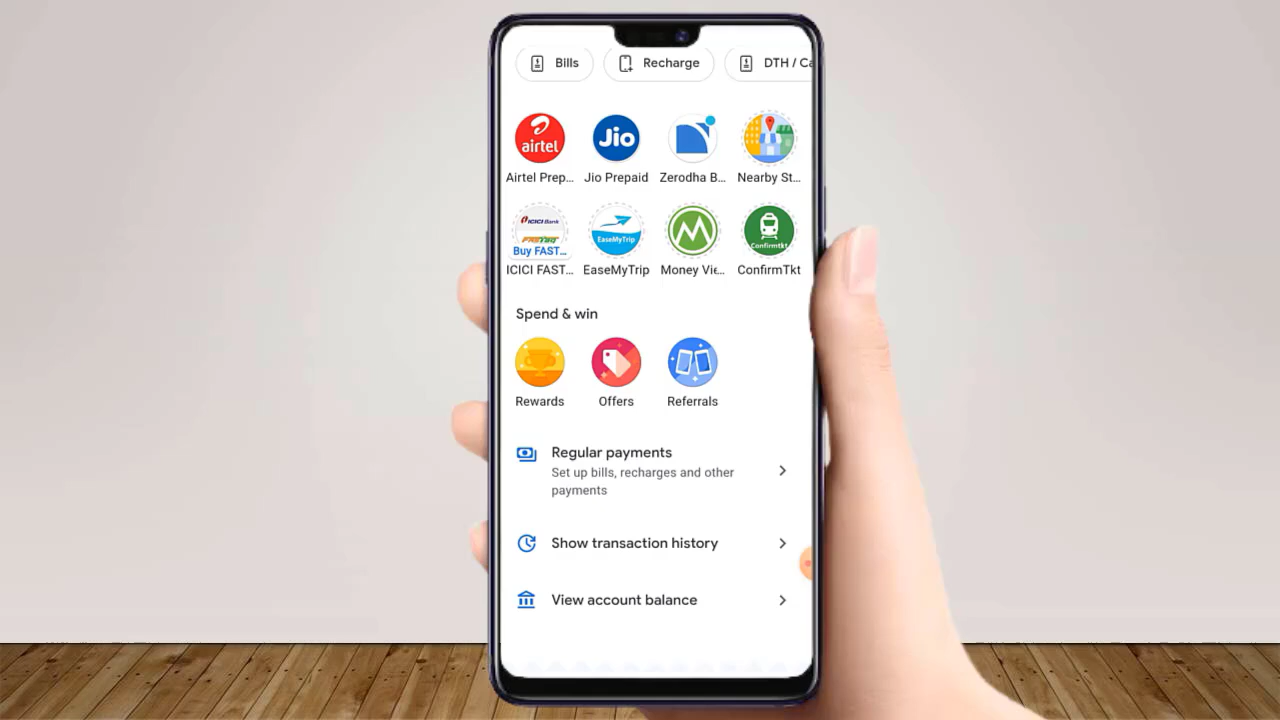 Bills
Recharge
DTH / Ca
airtel
Jio
Airtel Prep...
Jio Prepaid
Zerodha B...
Nearby St...
ICICI Bank
FASTag
Buy FAST...
EaseMyTrip
Confirmtkt
ICICI FAST...
EaseMyTrip
Money Vie...
ConfirmTkt
Spend & win
Rewards
Offers
Referrals
Regular payments
Set up bills, recharges and other
payments
Show transaction history
View account balance